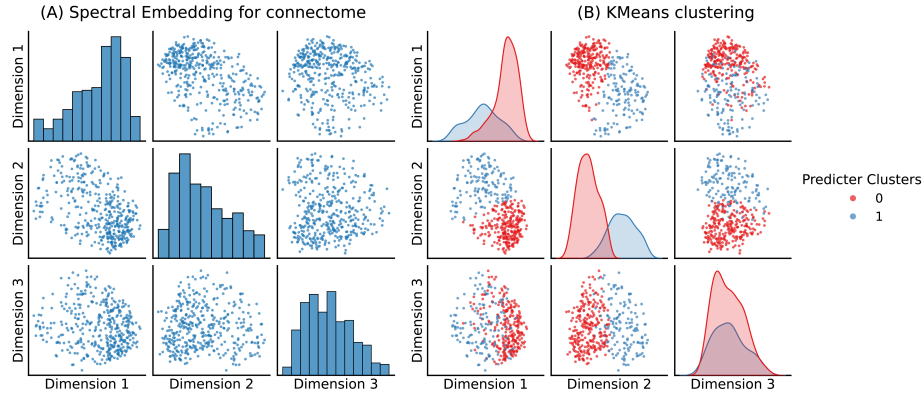 (A) Spectral Embedding for connectome
(B) KMeans clustering
Dimension 1
Dimension 1
Dimension 2
Dimension 2
Predicter Clusters
0
1
Dimension 3
Dimension 3
Dimension 1
Dimension 2
Dimension 3
Dimension 1
Dimension 2
Dimension 3